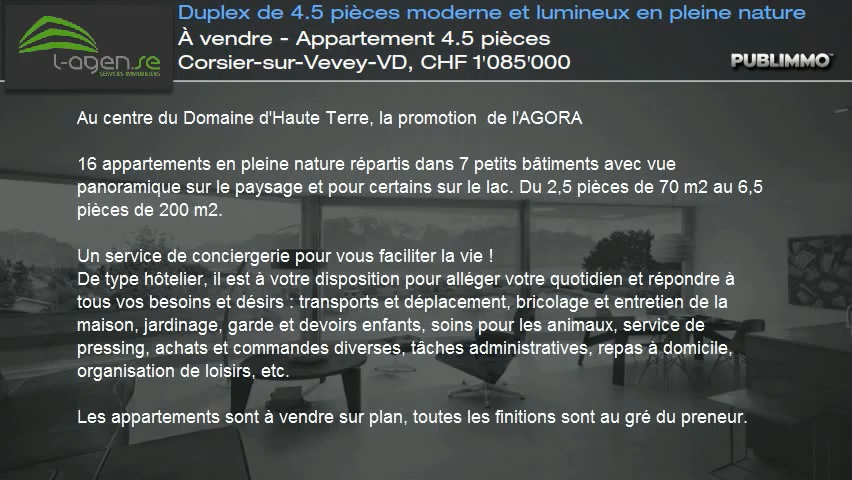 Duplex de 4.5 pièces moderne et lumineux en pleine nature
À vendre - Appartement 4.5 pièces
Corsier-sur-Vevey-VD, CHF 1'085'000
l-agen.se
SERVICES IMMOBILIERS
PUBLIMMO
Au centre du Domaine d'Haute Terre, la promotion de l'AGORA
16 appartements en pleine nature répartis dans 7 petits bâtiments avec vue
panoramique sur le paysage et pour certains sur le lac. Du 2,5 pièces de 70 m2 au 6,5
pièces de 200 m2.
Un service de conciergerie pour vous faciliter la vie !
De type hôtelier, il est à votre disposition pour alléger votre quotidien et répondre à
tous vos besoins et désirs : transports et déplacement, bricolage et entretien de la
maison, jardinage, garde et devoirs enfants, soins pour les animaux, service de
pressing, achats et commandes diverses, tâches administratives, repas à domicile,
organisation de loisirs, etc.
Les appartements sont à vendre sur plan, toutes les finitions sont au gré du preneur.